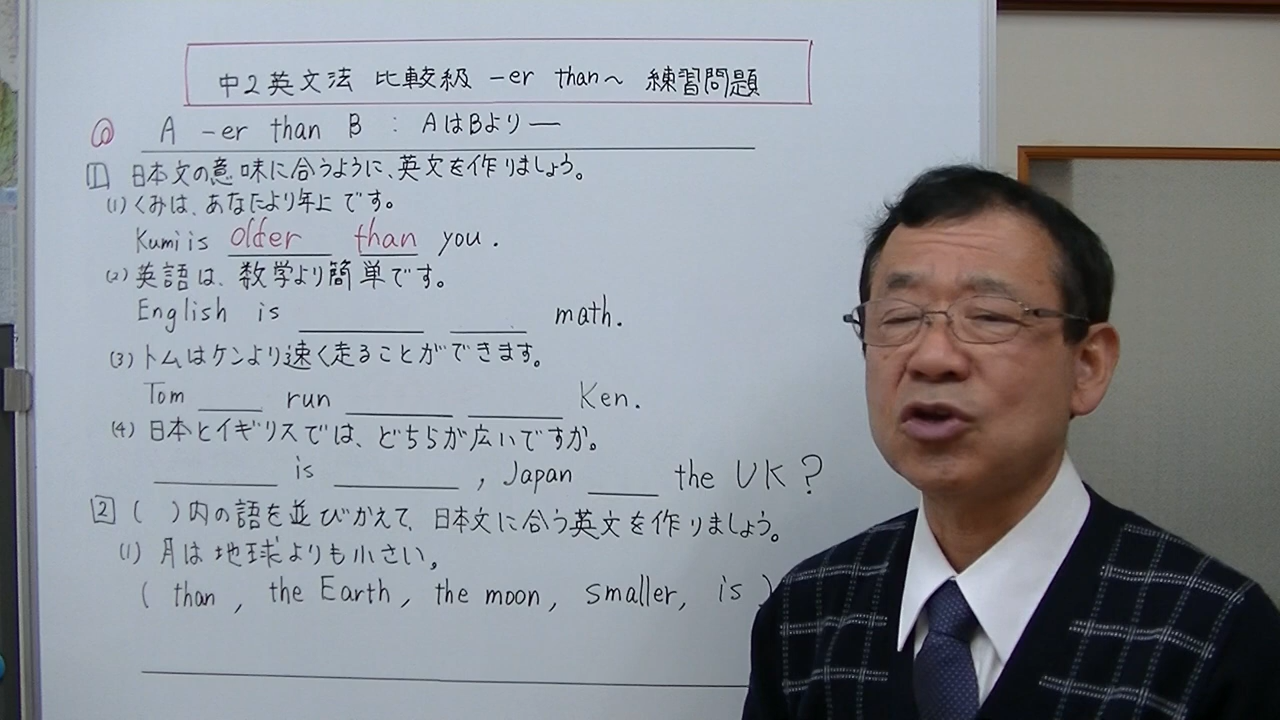 中2英文法 比較級 -er than~ 練習問題
◎ A -er than B : AはBより—
1 日本文の意味に合うように、英文を作りましょう。
(1) くみは、あなたより年上です。
Kumi is older than you.
(2) 英語は、数学より簡単です。
English is ______ ______ math.
(3) トムはケンより速く走ることができます。
Tom ______ run ______ ______ Ken.
(4) 日本とイギリスでは、どちらが広いですか。
______ is ______, Japan ______ the UK?
2 ( )内の語を並びかえて、日本文に合う英文を作りましょう。
(1) 月は地球よりも小さい。
( than, the Earth, the moon, smaller, is )